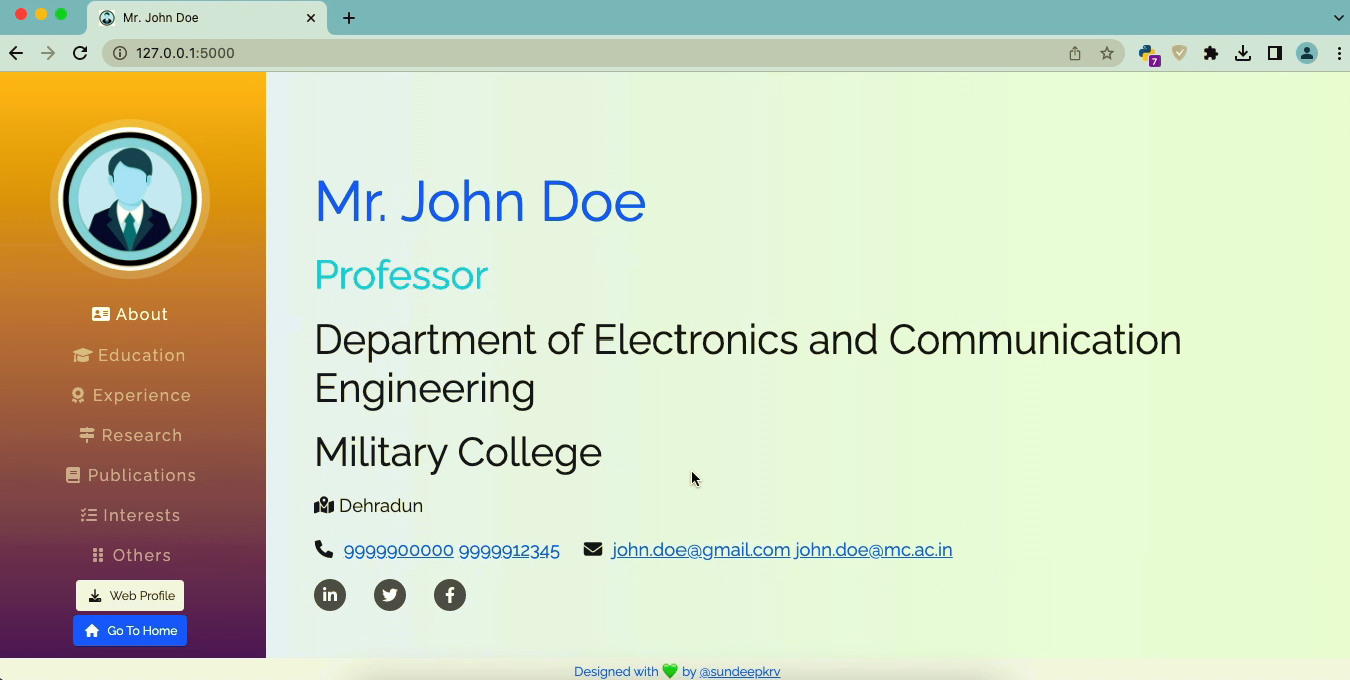 Mr. John Doe
127.0.0.1:5000
7
About
Education
Experience
Research
Publications
Interests
Others
Web Profile
Go To Home
Mr. John Doe
Professor
Department of Electronics and Communication
Engineering
Military College
Dehradun
9999900000 9999912345 john.doe@gmail.com john.doe@mc.ac.in
in
f
Designed with 💚 by @sundeepkrv